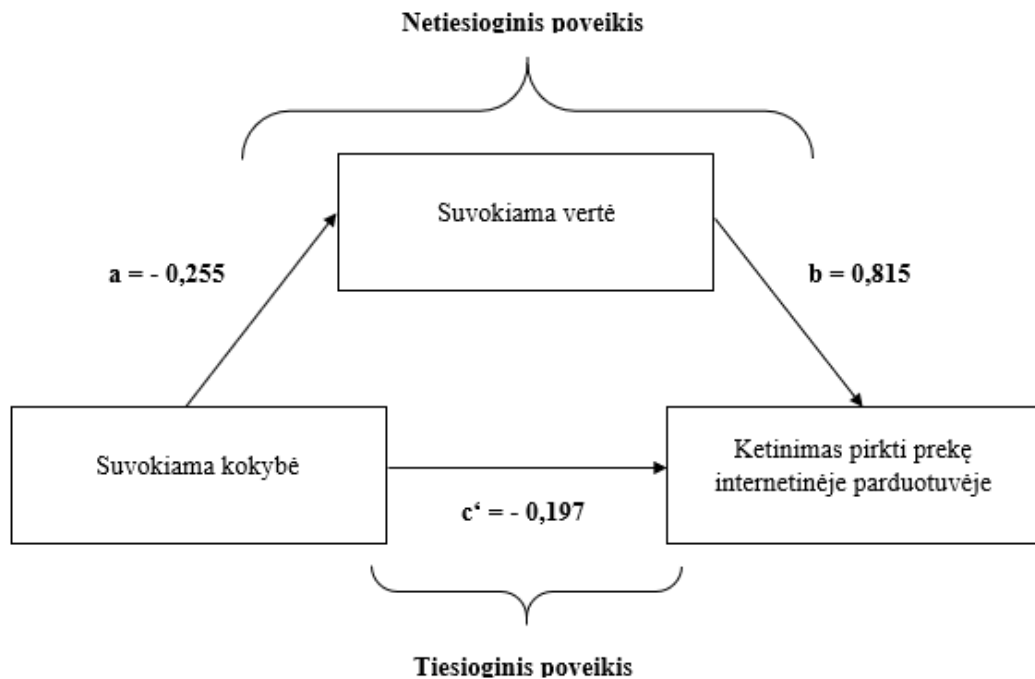 Netiesioginis poveikis
Suvokiama vertė
a = - 0,255
b = 0,815
Suvokiama kokybė
Ketinimas pirkti prekę
internetinėje parduotuvėje
c‘ = - 0,197
Tiesioginis poveikis